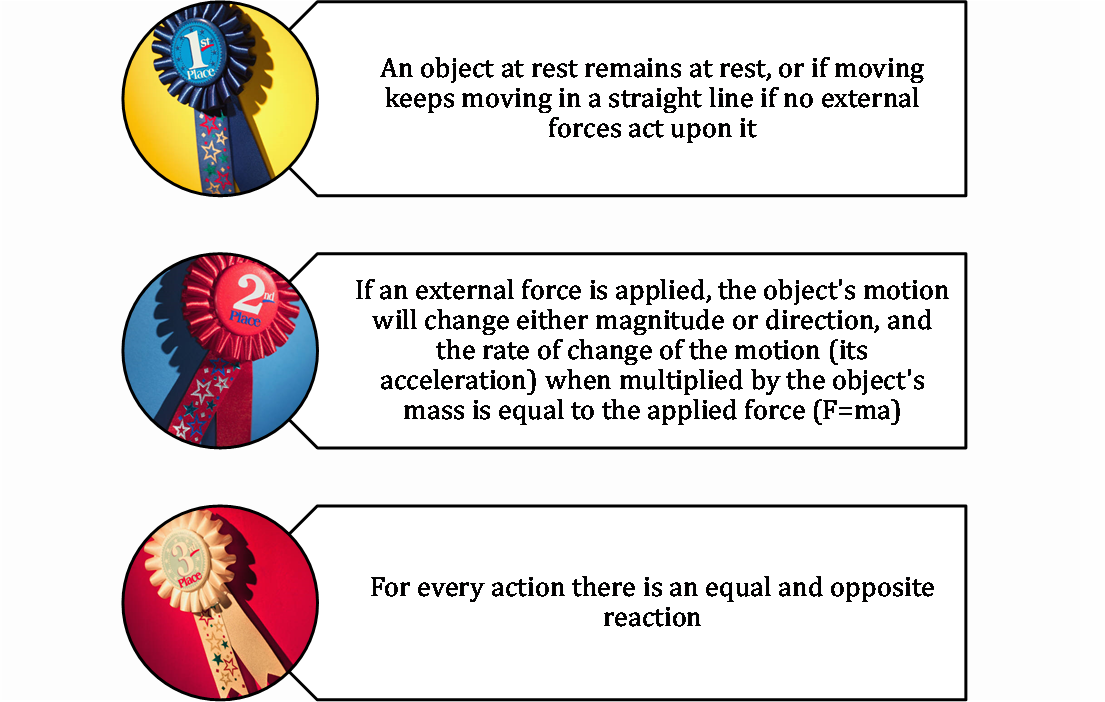 1st
Place
An object at rest remains at rest, or if moving
keeps moving in a straight line if no external
forces act upon it
2nd
Place
If an external force is applied, the object's motion
will change either magnitude or direction, and
the rate of change of the motion (its
acceleration) when multiplied by the object's
mass is equal to the applied force (F=ma)
3
Place
For every action there is an equal and opposite
reaction